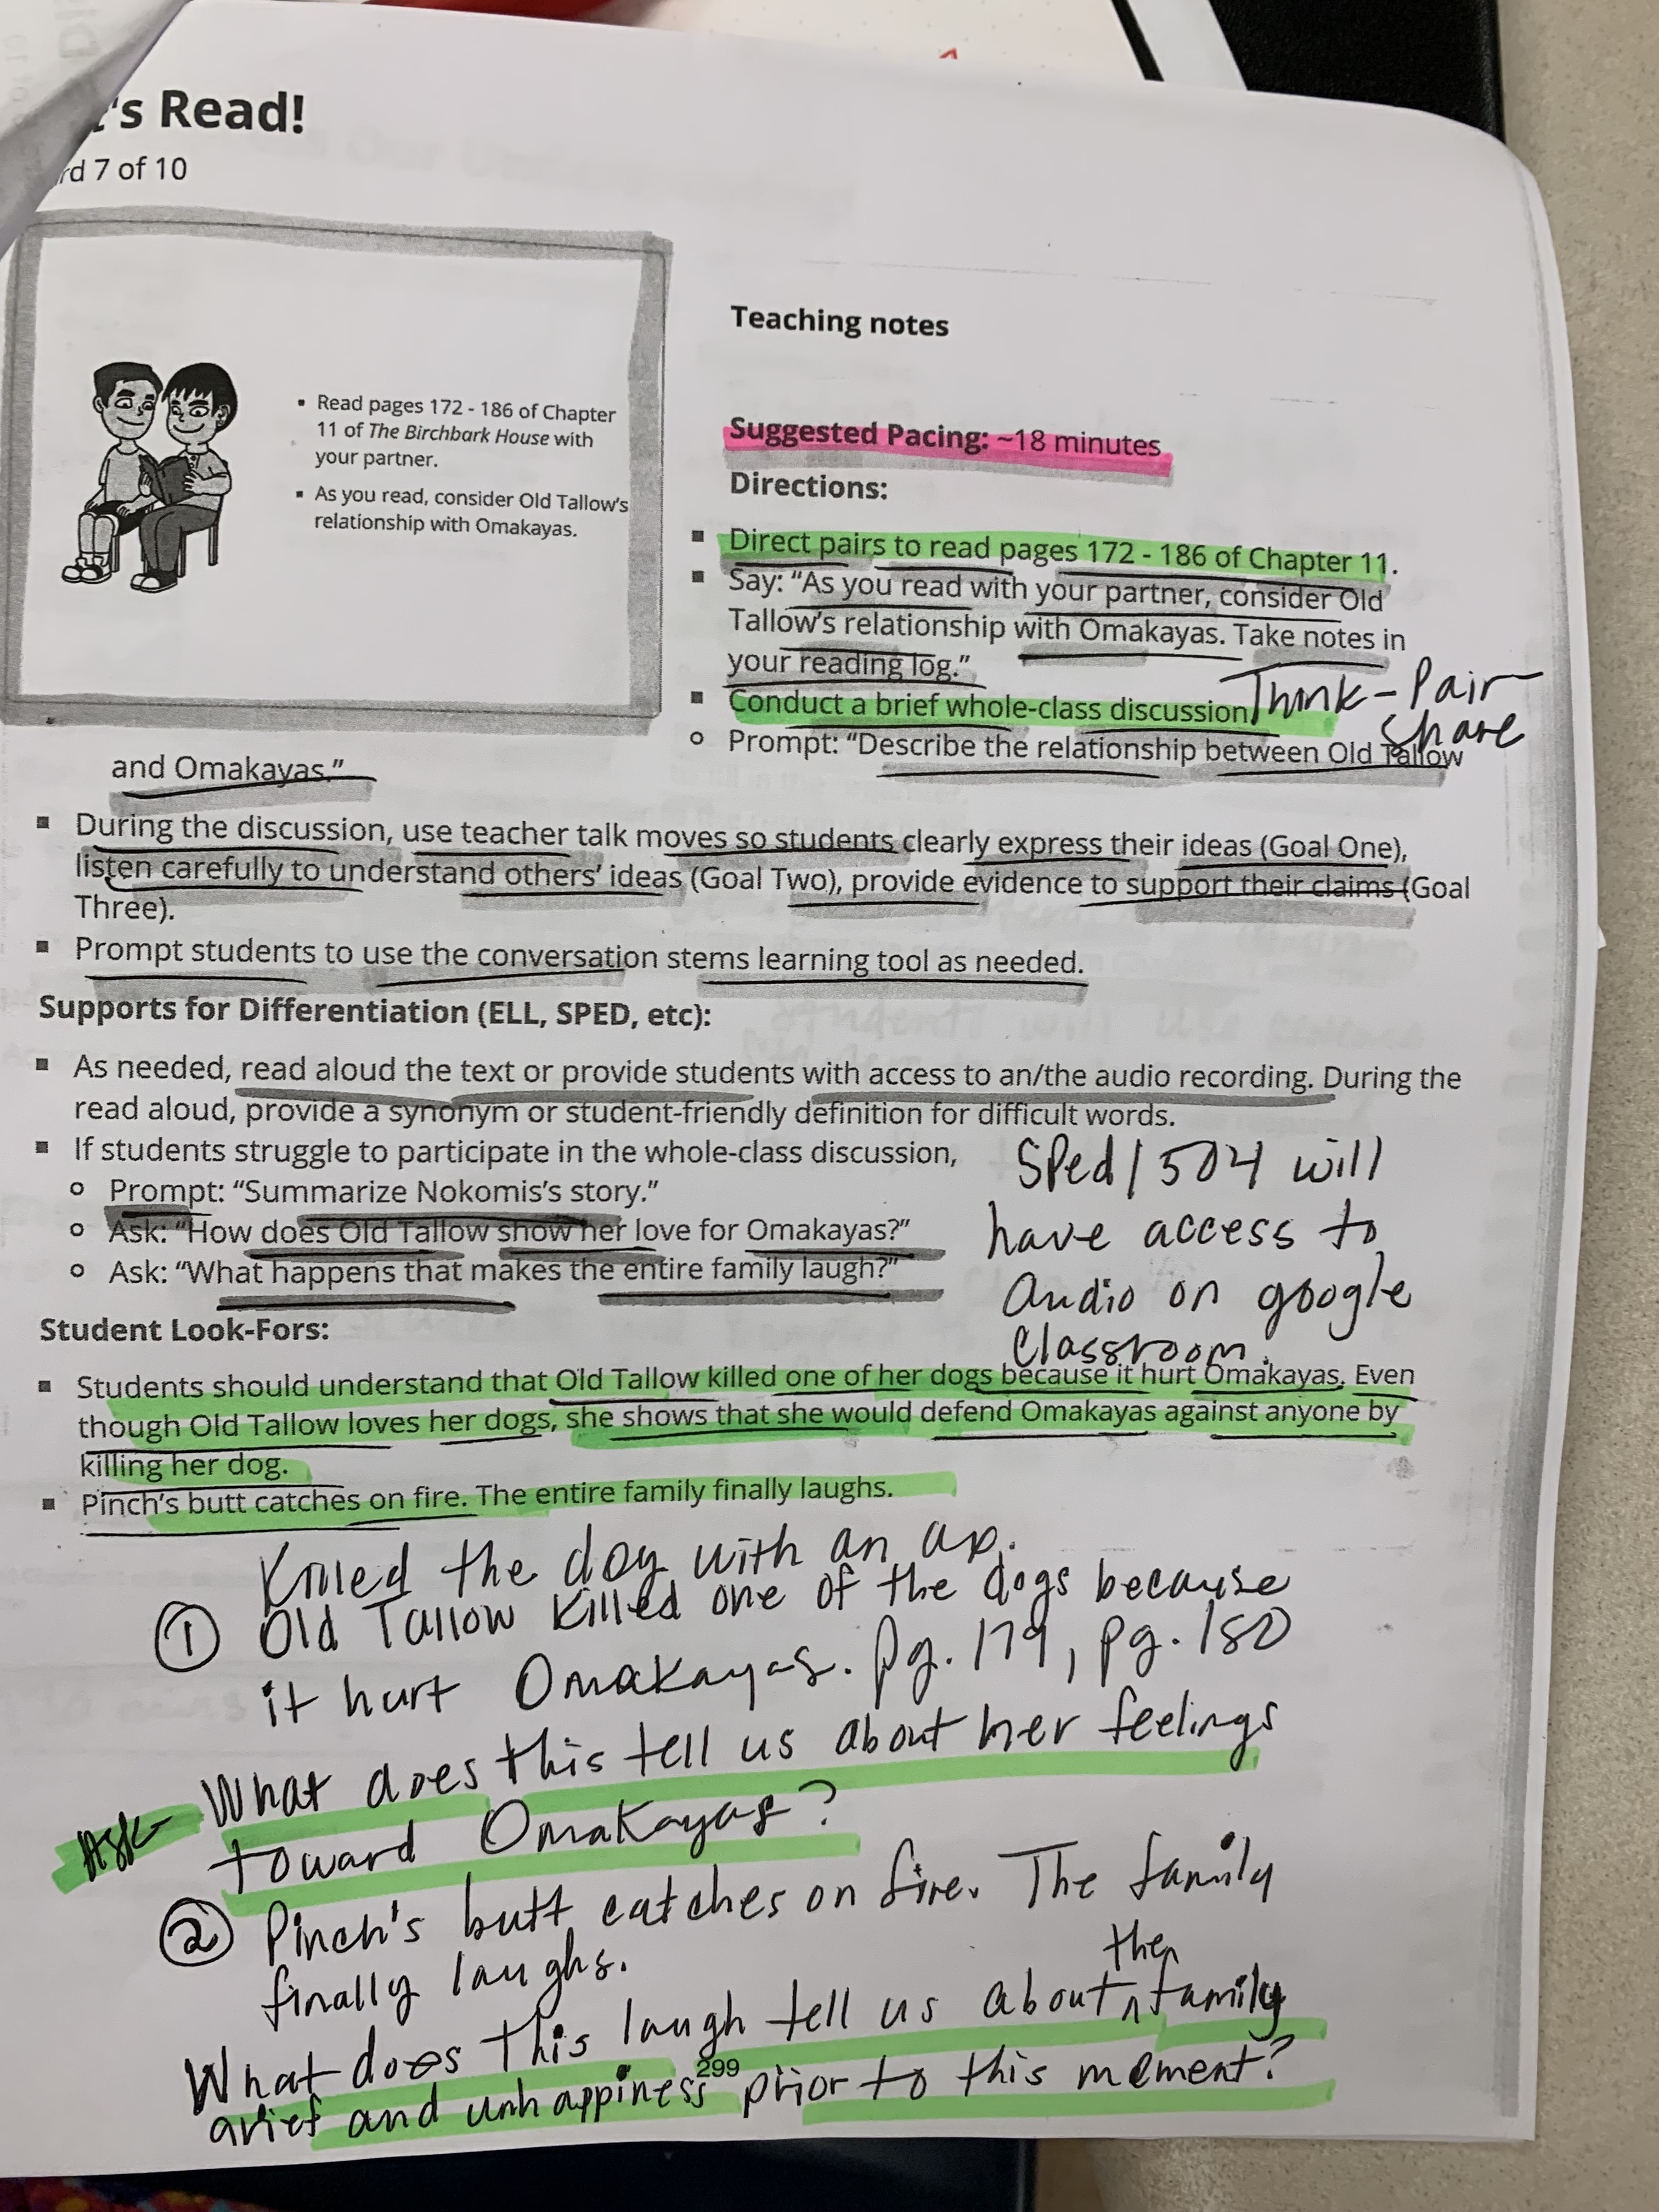 's Read!
rd 7 of 10
▪ Read pages 172 - 186 of Chapter
11 of The Birchbark House with
your partner.
▪ As you read, consider Old Tallow's
relationship with Omakayas.
Teaching notes
Suggested Pacing: ~18 minutes
Directions:
▪ Direct pairs to read pages 172 - 186 of Chapter 11.
▪ Say: "As you read with your partner, consider Old
Tallow's relationship with Omakayas. Take notes in
your reading log."
▪ Conduct a brief whole-class discussion.
Think-Pair
Share
o Prompt: "Describe the relationship between Old Tallow
and Omakayas."
▪ During the discussion, use teacher talk moves so students clearly express their ideas (Goal One),
listen carefully to understand others' ideas (Goal Two), provide evidence to support their claims (Goal
Three).
▪ Prompt students to use the conversation stems learning tool as needed.
Supports for Differentiation (ELL, SPED, etc):
▪ As needed, read aloud the text or provide students with access to an/the audio recording. During the
read aloud, provide a synonym or student-friendly definition for difficult words.
▪ If students struggle to participate in the whole-class discussion,
o Prompt: "Summarize Nokomis's story."
o Ask: "How does Old Tallow show her love for Omakayas?"
o Ask: "What happens that makes the entire family laugh?"
Sped/504 will
have access to
audio on google
classroom.
Student Look-Fors:
▪ Students should understand that Old Tallow killed one of her dogs because it hurt Omakayas. Even
though Old Tallow loves her dogs, she shows that she would defend Omakayas against anyone by
killing her dog.
▪ Pinch's butt catches on fire. The entire family finally laughs.
Killed the dog with an ax.
① Old Tallow killed one of the dogs because
it hurt Omakayas. Pg. 179, pg. 180
Ask What does this tell us about her feelings
toward Omakayas?
② Pinch's butt catches on fire. The family
finally laughs.
the
What does this laugh tell us about ^ family
grief and unhappiness prior to this moment?
299